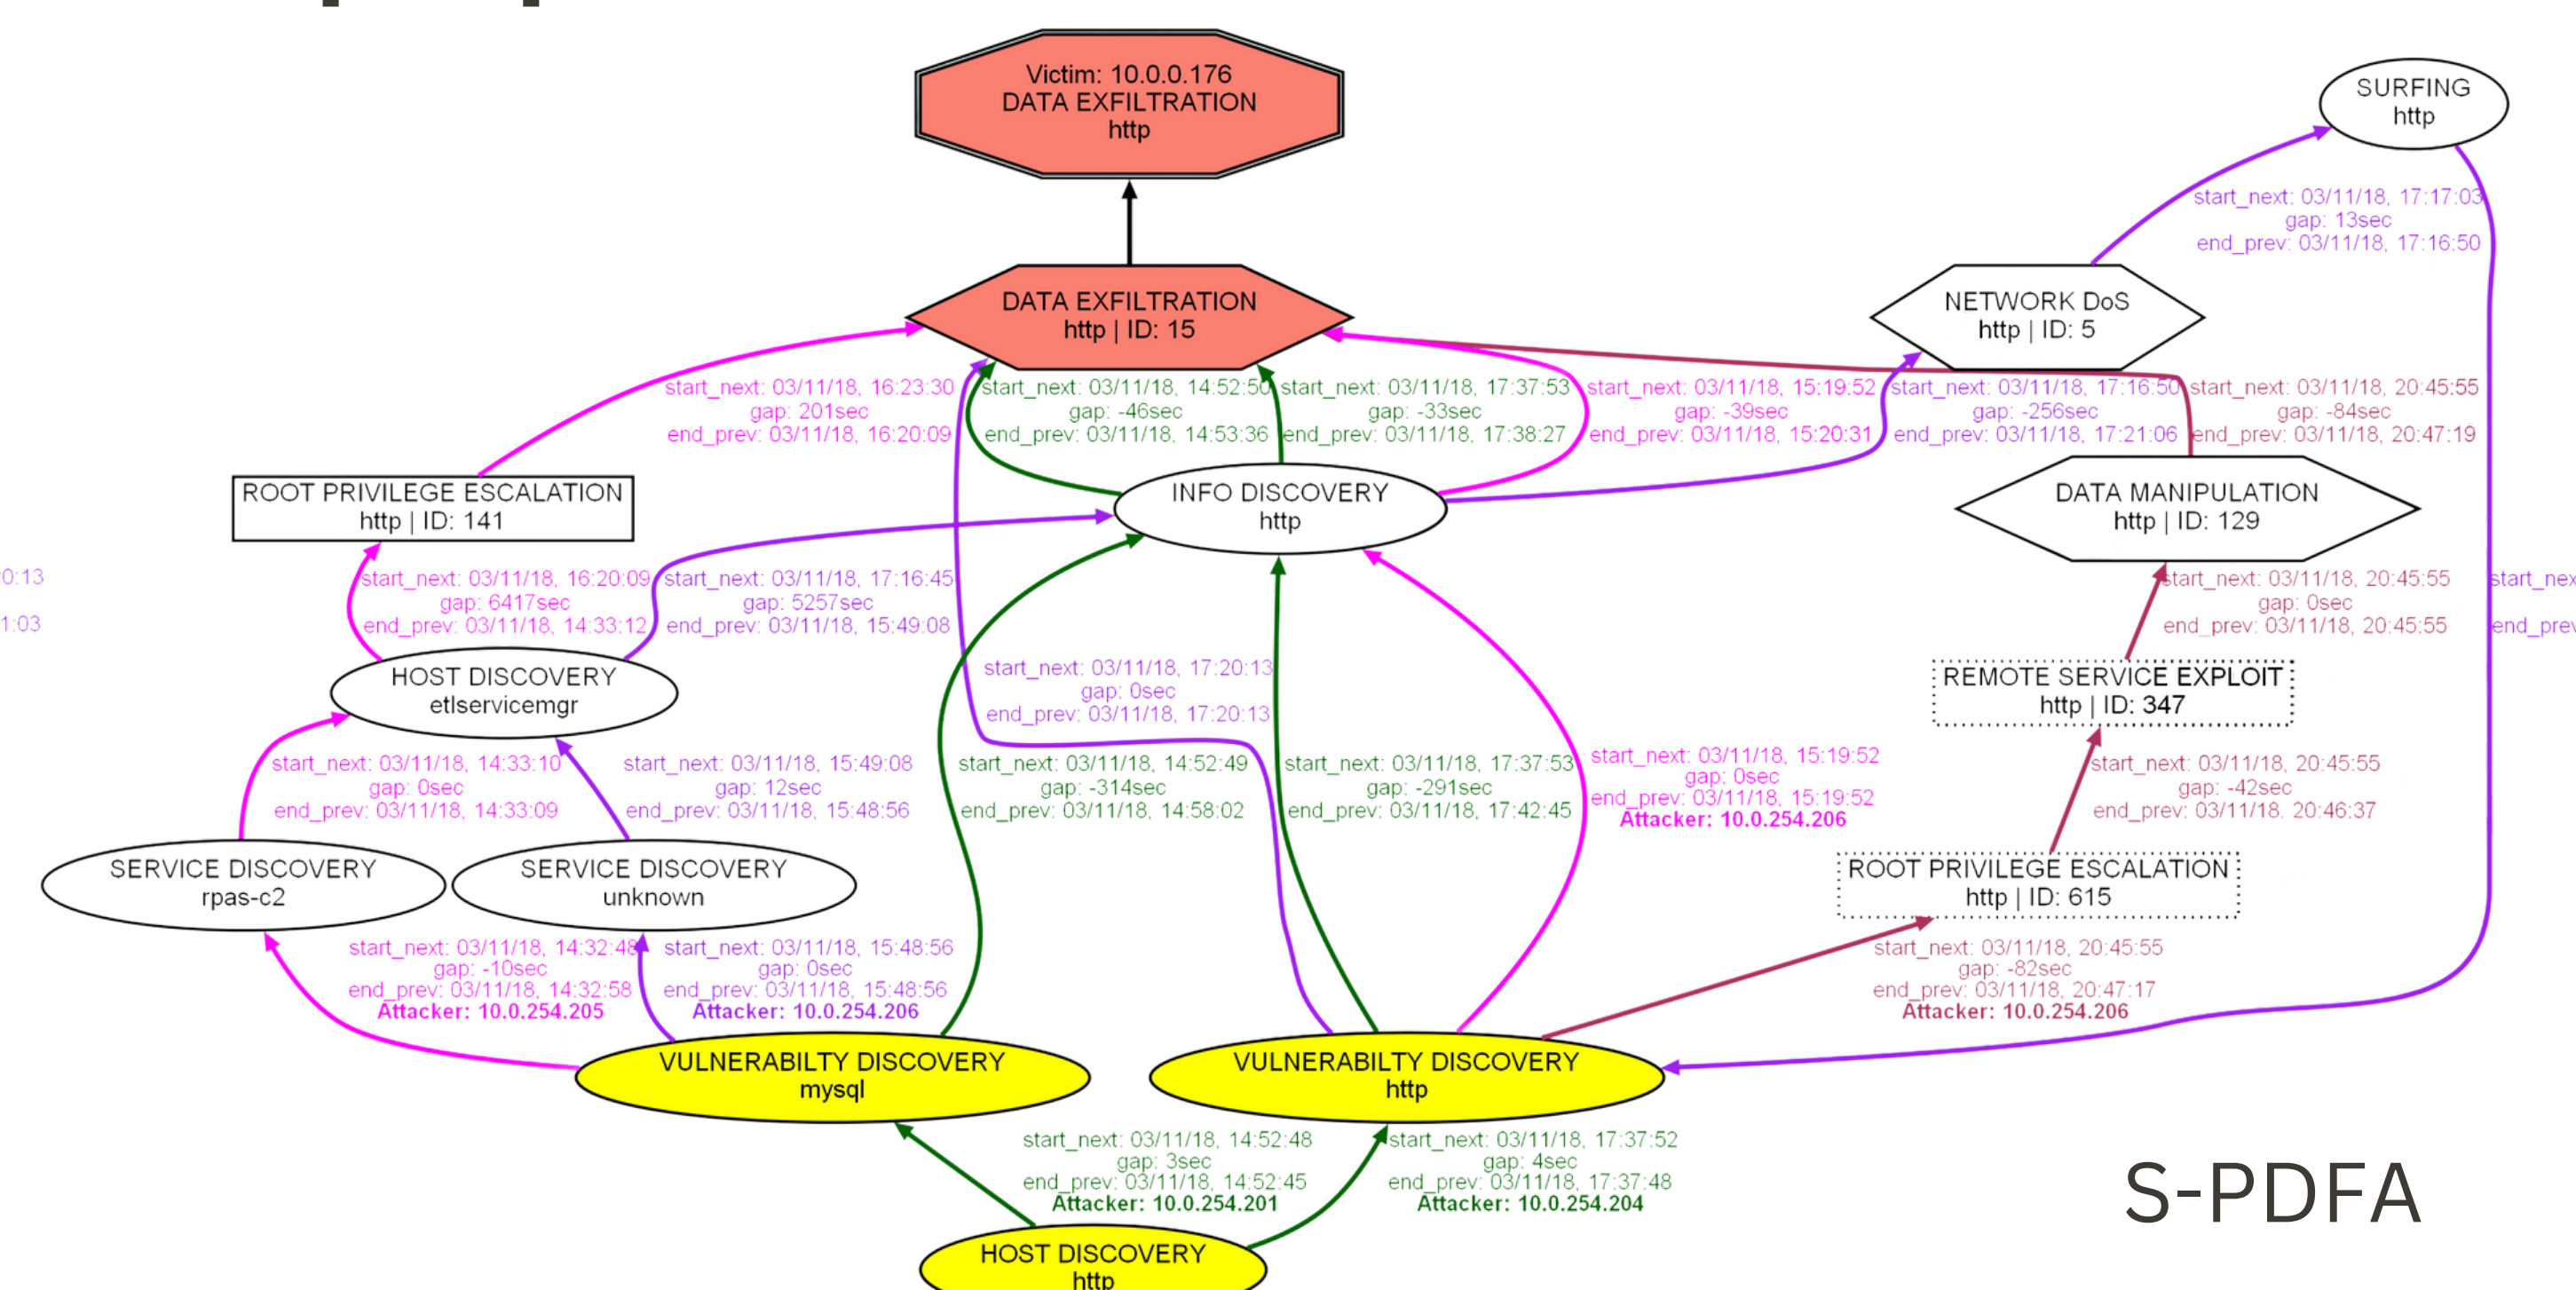 Victim: 10.0.0.176
DATA EXFILTRATION
http
SURFING
http
start_next: 03/11/18, 17:17:03
gap: 13sec
end_prev: 03/11/18, 17:16:50
DATA EXFILTRATION
http | ID: 15
NETWORK DoS
http | ID: 5
start_next: 03/11/18, 16:23:30
gap: 201sec
end_prev: 03/11/18, 16:20:09
start_next: 03/11/18, 14:52:50
gap: -46sec
end_prev: 03/11/18, 14:53:36
start_next: 03/11/18, 17:37:53
gap: -33sec
end_prev: 03/11/18, 17:38:27
start_next: 03/11/18, 15:19:52
gap: -39sec
end_prev: 03/11/18, 15:20:31
start_next: 03/11/18, 17:16:50
gap: -256sec
end_prev: 03/11/18, 17:21:06
start_next: 03/11/18, 20:45:55
gap: -84sec
end_prev: 03/11/18, 20:47:19
ROOT PRIVILEGE ESCALATION
http | ID: 141
INFO DISCOVERY
http
DATA MANIPULATION
http | ID: 129
0:13
1:03
start_next: 03/11/18, 16:20:09
gap: 6417sec
end_prev: 03/11/18, 14:33:12
start_next: 03/11/18, 17:16:45
gap: 5257sec
end_prev: 03/11/18, 15:49:08
start_next: 03/11/18, 20:45:55
gap: 0sec
end_prev: 03/11/18, 20:45:55
start_nex
end_prev
HOST DISCOVERY
etlservicemgr
start_next: 03/11/18, 17:20:13
gap: 0sec
end_prev: 03/11/18, 17:20:13
REMOTE SERVICE EXPLOIT
http | ID: 347
start_next: 03/11/18, 14:33:10
gap: 0sec
end_prev: 03/11/18, 14:33:09
start_next: 03/11/18, 15:49:08
gap: 12sec
end_prev: 03/11/18, 15:48:56
start_next: 03/11/18, 14:52:49
gap: -314sec
end_prev: 03/11/18, 14:58:02
start_next: 03/11/18, 17:37:53
gap: -291sec
end_prev: 03/11/18, 17:42:45
start_next: 03/11/18, 15:19:52
gap: 0sec
end_prev: 03/11/18, 15:19:52
Attacker: 10.0.254.206
start_next: 03/11/18, 20:45:55
gap: -42sec
end_prev: 03/11/18. 20:46:37
SERVICE DISCOVERY
rpas-c2
SERVICE DISCOVERY
unknown
ROOT PRIVILEGE ESCALATION
http | ID: 615
start_next: 03/11/18, 14:32:48
gap: -10sec
end_prev: 03/11/18, 14:32:58
Attacker: 10.0.254.205
start_next: 03/11/18, 15:48:56
gap: 0sec
end_prev: 03/11/18, 15:48:56
Attacker: 10.0.254.206
start_next: 03/11/18, 20:45:55
gap: -82sec
end_prev: 03/11/18, 20:47:17
Attacker: 10.0.254.206
VULNERABILTY DISCOVERY
mysql
VULNERABILTY DISCOVERY
http
start_next: 03/11/18, 14:52:48
gap: 3sec
end_prev: 03/11/18, 14:52:45
Attacker: 10.0.254.201
start_next: 03/11/18, 17:37:52
gap: 4sec
end_prev: 03/11/18, 17:37:48
Attacker: 10.0.254.204
HOST DISCOVERY
http
S-PDFA